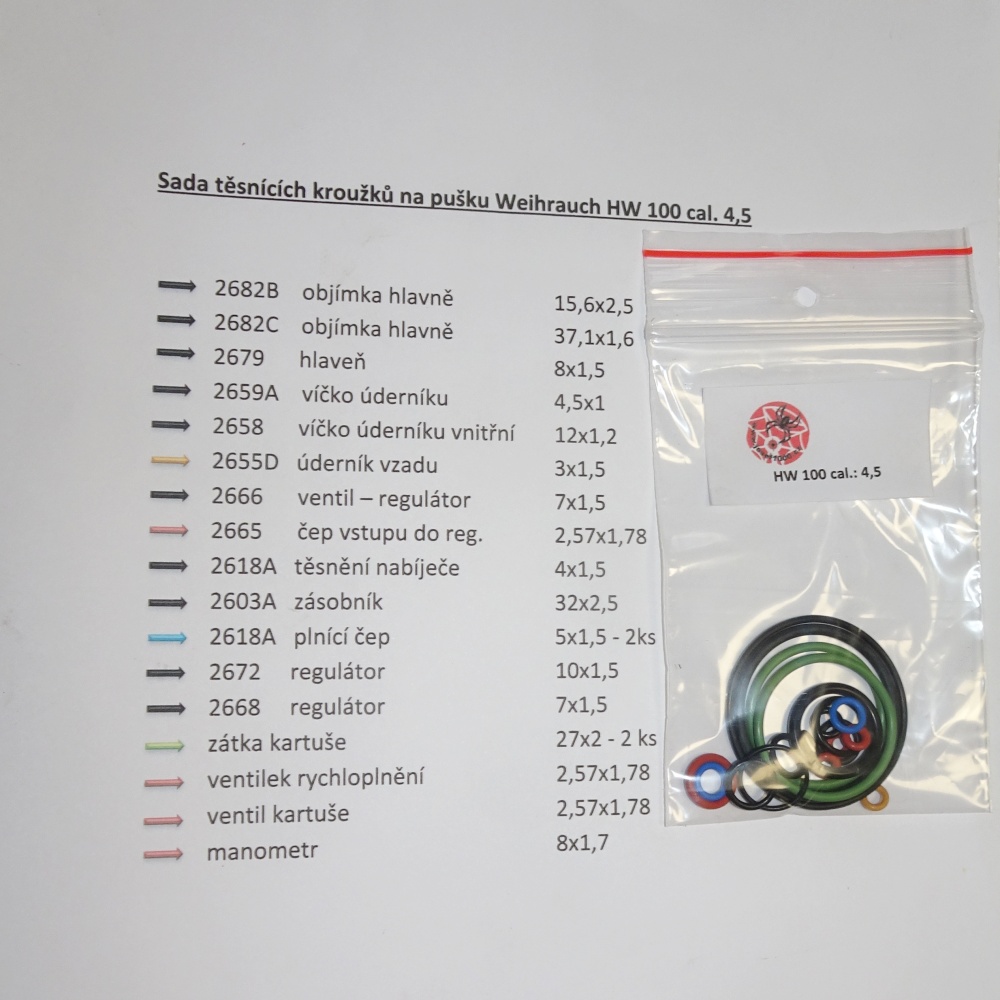 Sada těsnících kroužků na pušku Weihrauch HW 100 cal. 4,5
2682B objímka hlavně 15,6x2,5
2682C objímka hlavně 37,1x1,6
2679 hlaveň 8x1,5
2659A víčko úderníku 4,5x1
2658 víčko úderníku vnitřní 12x1,2
2655D úderník vzadu 3x1,5
2666 ventil – regulátor 7x1,5
2665 čep vstupu do reg. 2,57x1,78
2618A těsnění nabíječe 4x1,5
2603A zásobník 32x2,5
2618A plnící čep 5x1,5 - 2ks
2672 regulátor 10x1,5
2668 regulátor 7x1,5
zátka kartuše 27x2 - 2 ks
ventilek rychloplnění 2,57x1,78
ventil kartuše 2,57x1,78
manometr 8x1,7
HW 100 cal.: 4,5